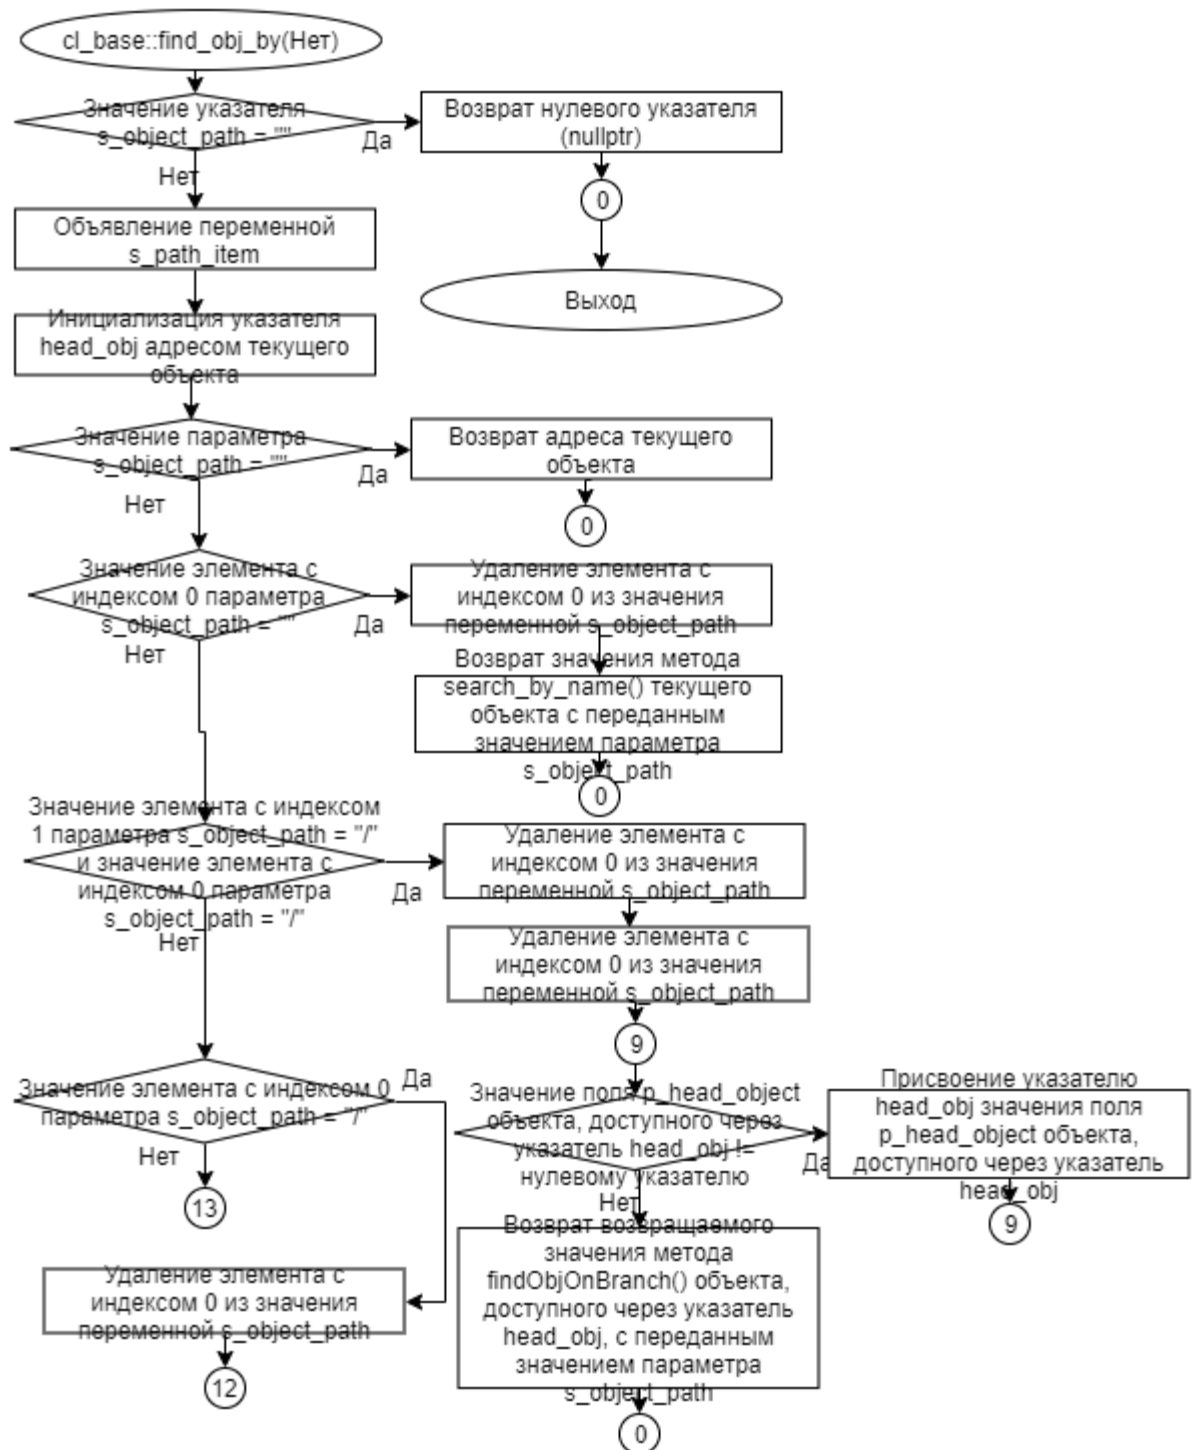 cl_base::find_obj_by(Нет)
Значение указателя
s_object_path = ""
Да
Нет
Возврат нулевого указателя
(nullptr)
0
Выход
Объявление переменной
s_path_item
Инициализация указателя
head_obj адресом текущего
объекта
Значение параметра
s_object_path = ""
Да
Нет
Возврат адреса текущего
объекта
0
Значение элемента с
индексом 0 параметра
s_object_path = ""
Да
Нет
Удаление элемента с
индексом 0 из значения
переменной s_object_path
Возврат значения метода
search_by_name() текущего
объекта с переданным
значением параметра
s_object_path
0
Значение элемента с индексом
1 параметра s_object_path = "/"
и значение элемента с
индексом 0 параметра
s_object_path = "/"
Да
Нет
Удаление элемента с
индексом 0 из значения
переменной s_object_path
Удаление элемента с
индексом 0 из значения
переменной s_object_path
9
Значение элемента с индексом 0
параметра s_object_path = "/"
Да
Нет
13
Значение поля p_head_object
объекта, доступного через
указатель head_obj !=
нулевому указателю
Да
Нет
Присвоение указателю
head_obj значения поля
p_head_object объекта,
доступного через указатель
head_obj
9
Удаление элемента с
индексом 0 из значения
переменной s_object_path
12
Возврат возвращаемого
значения метода
findObjOnBranch() объекта,
доступного через указатель
head_obj, с переданным
значением параметра
s_object_path
0